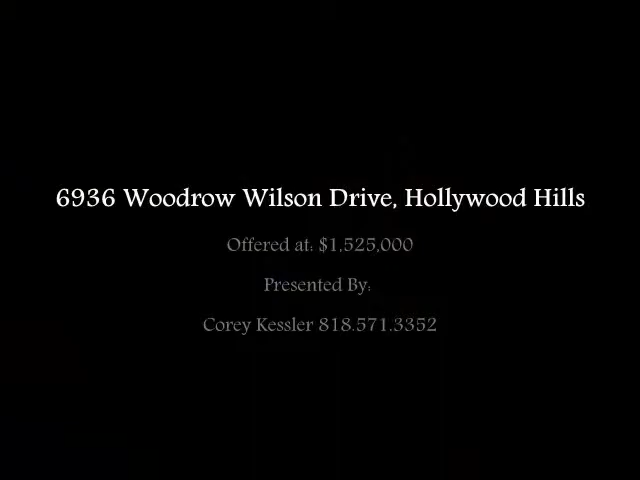 6936 Woodrow Wilson Drive, Hollywood Hills
Offered at: $1,525,000
Presented By:
Corey Kessler 818.571.3352